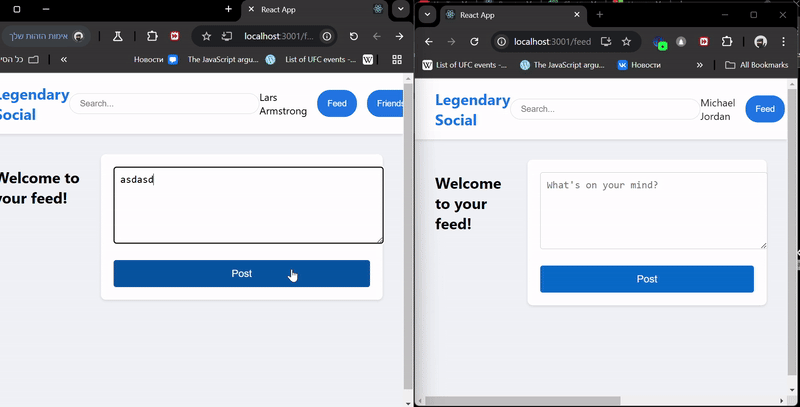 React App
React App
אימות הזהות שלך
localhost:3001/f...
localhost:3001/feed
כל הסי
Новости
The JavaScript argu...
List of UFC events -...
List of UFC events -...
The JavaScript argu...
Новости
All Bookmarks
Legendary
Social
Search...
Lars
Armstrong
Feed
Friends
Welcome to
your feed!
asdasd
Post
Legendary
Social
Search...
Michael
Jordan
Feed
Welcome
to your
feed!
What's on your mind?
Post